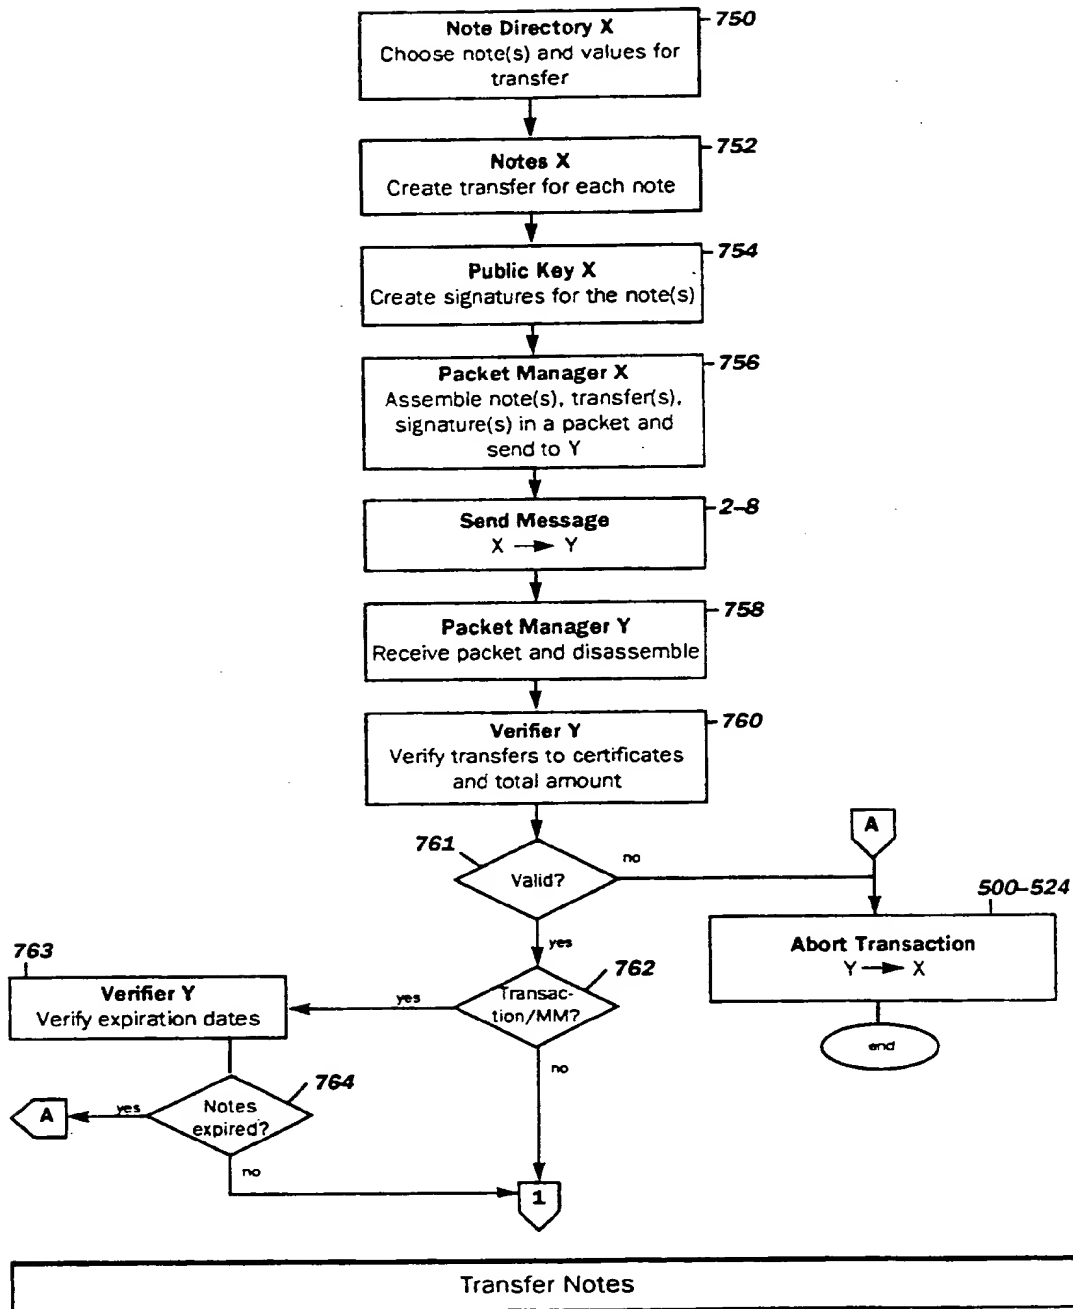 Note Directory X
Choose note(s) and values for
transfer
750
Notes X
Create transfer for each note
752
Public Key X
Create signatures for the note(s)
754
Packet Manager X
Assemble note(s), transfer(s),
signature(s) in a packet and
send to Y
756
Send Message
X Y
2-8
Packet Manager Y
Receive packet and disassemble
758
Verifier Y
Verify transfers to certificates
and total amount
760
761
Valid?
no
A
500-524
Abort Transaction
Y X
end
yes
762
Transac-
tion/MM?
yes
763
Verifier Y
Verify expiration dates
no
764
Notes
expired?
yes
A
no
1
Transfer Notes